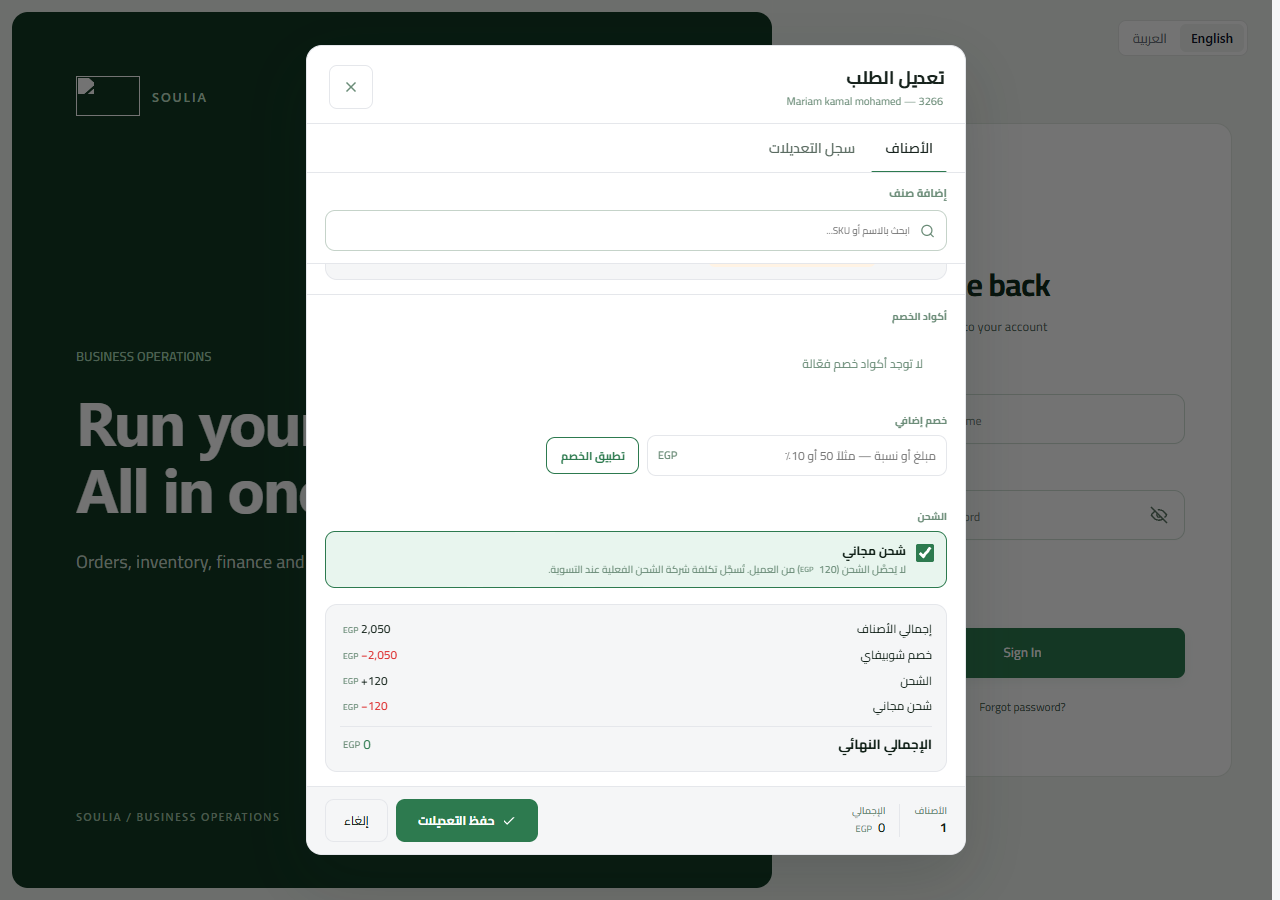 العربية
English
SOULIA
BUSINESS OPERATIONS
Run your
All in one
Orders, inventory, finance and
SOULIA / BUSINESS OPERATIONS
e back
to your account
me
ord
Sign In
Forgot password?
تعديل الطلب
Mariam kamal mohamed — 3266
الأصناف
سجل التعديلات
إضافة صنف
ابحث بالاسم أو SKU...
أكواد الخصم
لا توجد أكواد خصم فعّالة
خصم إضافي
مبلغ أو نسبة — مثلاً 50 أو 10٪
EGP
تطبيق الخصم
الشحن
شحن مجاني
لا يُحصَّل الشحن (120 EGP) من العميل. تُسجَّل تكلفة شركة الشحن الفعلية عند التسوية.
إجمالي الأصناف
EGP 2,050
خصم شوبيفاي
EGP −2,050
الشحن
EGP +120
شحن مجاني
EGP −120
الإجمالي النهائي
EGP 0
الأصناف
1
الإجمالي
EGP 0
حفظ التعديلات
إلغاء